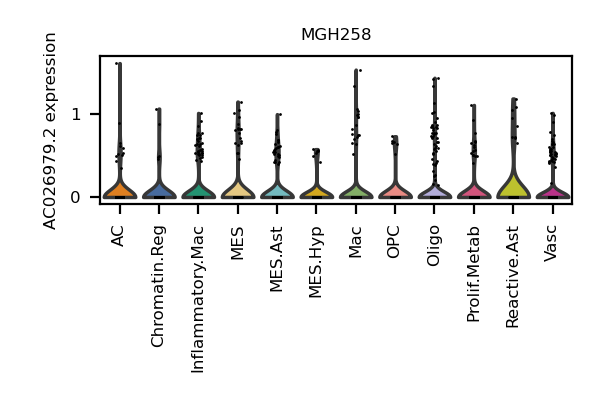 MGH258
AC026979.2 expression
1
0
AC
Chromatin.Reg
Inflammatory.Mac
MES
MES.Ast
MES.Hyp
Mac
OPC
Oligo
Prolif.Metab
Reactive.Ast
Vasc